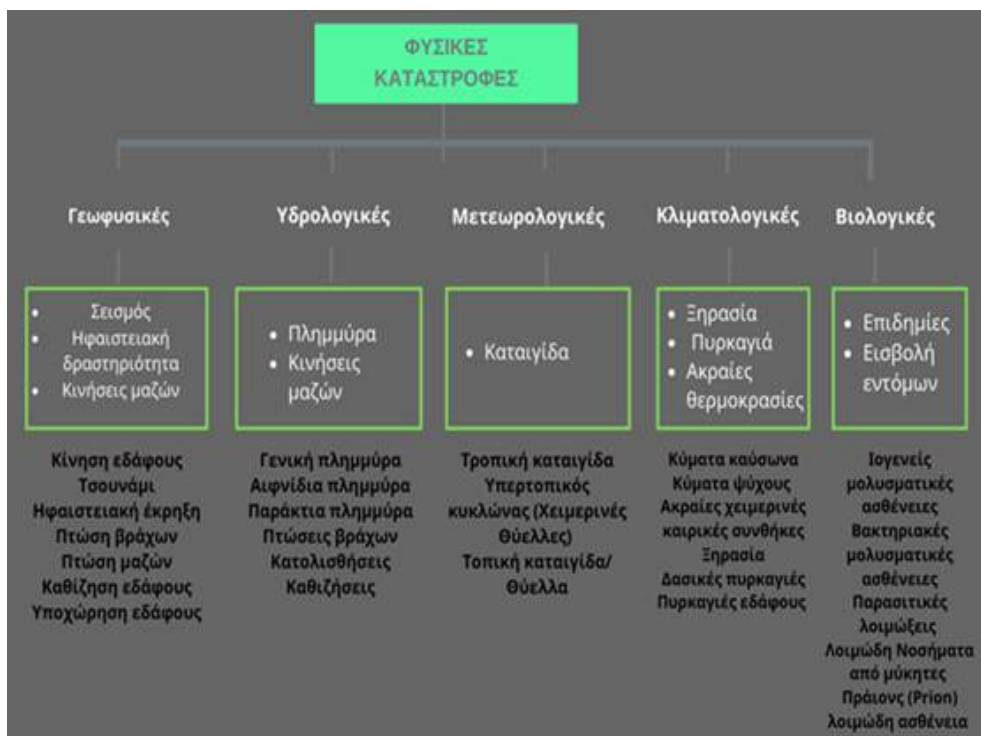 ΦΥΣΙΚΕΣ
ΚΑΤΑΣΤΡΟΦΕΣ
Γεωφυσικές
Υδρολογικές
Μετεωρολογικές
Κλιματολογικές
Βιολογικές
• Σεισμός
• Ηφαιστειακή
δραστηριότητα
• Κινήσεις μαζών
• Πλημμύρα
• Κινήσεις
μαζών
• Καταιγίδα
• Ξηρασία
• Πυρκαγιά
• Ακραίες
θερμοκρασίες
• Επιδημίες
• Εισβολή
εντόμων
Κίνηση εδάφους
Τσουνάμι
Ηφαιστειακή έκρηξη
Πτώση βράχων
Πτώση μαζών
Καθίζηση εδάφους
Υποχώρηση εδάφους
Γενική πλημμύρα
Αιφνίδια πλημμύρα
Παράκτια πλημμύρα
Πτώσεις βράχων
Κατολισθήσεις
Καθιζήσεις
Τροπική καταιγίδα
Υπερτοπικός
κυκλώνας (Χειμερινές
Θύελλες)
Τοπική καταιγίδα/
Θύελλα
Κύματα καύσωνα
Κύματα ψύχους
Ακραίες χειμερινές
καιρικές συνθήκες
Ξηρασία
Δασικές πυρκαγιές
Πυρκαγιές εδάφους
Ιογενείς
μολυσματικές
ασθένειες
Βακτηριακές
μολυσματικές
ασθένειες
Παρασιτικές
λοιμώξεις
Λοιμώδη Νοσήματα
από μύκητες
Πράιονς (Prion)
λοιμώδη ασθένεια